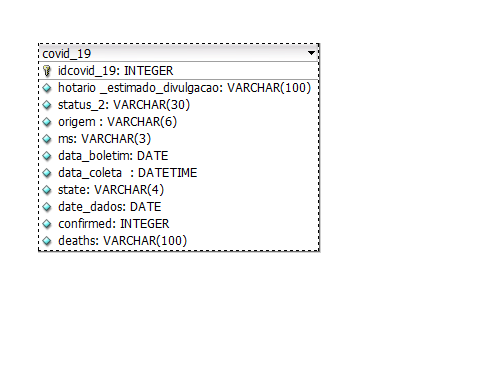 covid_19
idcovid_19: INTEGER
hotario _estimado_divulgacao: VARCHAR(100)
status_2: VARCHAR(30)
origem : VARCHAR(6)
ms: VARCHAR(3)
data_boletim: DATE
data_coleta  : DATETIME
state: VARCHAR(4)
date_dados: DATE
confirmed: INTEGER
deaths: VARCHAR(100)